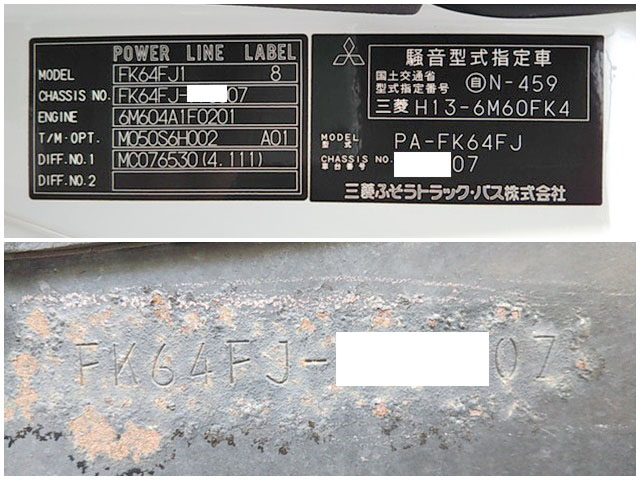 POWER LINE LABEL
MODEL FK64FJ1 8
CHASSIS NO. FK64FJ- 07
ENGINE 6M604A1F0201
T/M·OPT. M050S6H002 A01
DIFF.NO.1 MC076530(4.111)
DIFF.NO.2
騒音型式指定車
国土交通省
型式指定番号 自N-459
三菱 H13-6M60FK4
MODEL
型式 PA-FK64FJ
CHASSIS NO.
車台番号 07
三菱ふそうトラック・バス株式会社
FK64FJ- 07